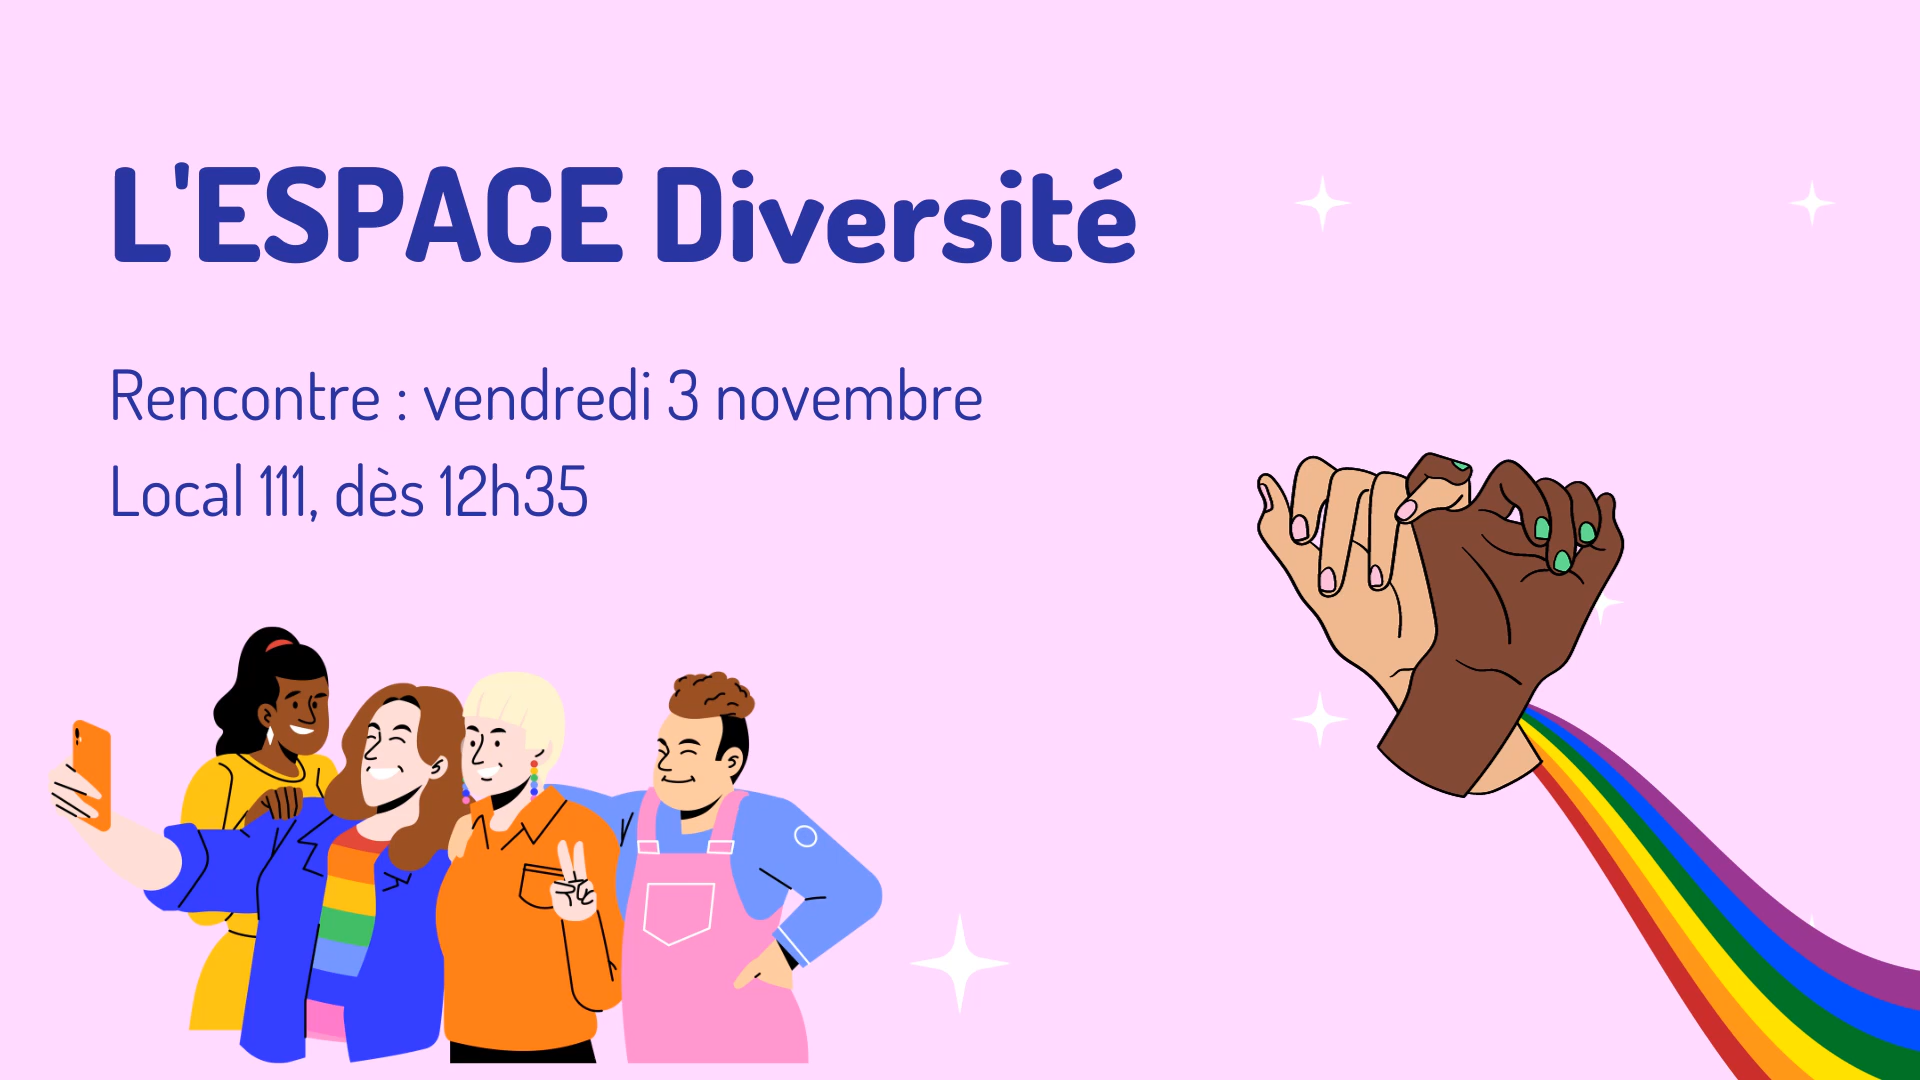 L'ESPACE Diversité
Rencontre : vendredi 3 novembre
Local 111, dès 12h35